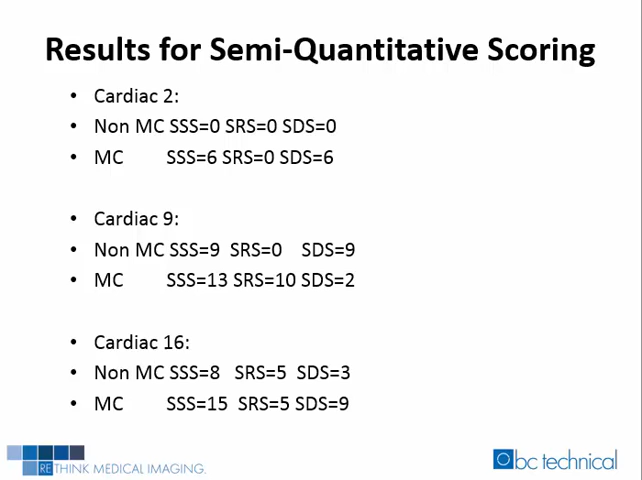 Results for Semi-Quantitative Scoring
• Cardiac 2:
• Non MC SSS=0 SRS=0 SDS=0
• MC SSS=6 SRS=0 SDS=6
• Cardiac 9:
• Non MC SSS=9 SRS=0 SDS=9
• MC SSS=13 SRS=10 SDS=2
• Cardiac 16:
• Non MC SSS=8 SRS=5 SDS=3
• MC SSS=15 SRS=5 SDS=9
RETHINK MEDICAL IMAGING.
bc technical